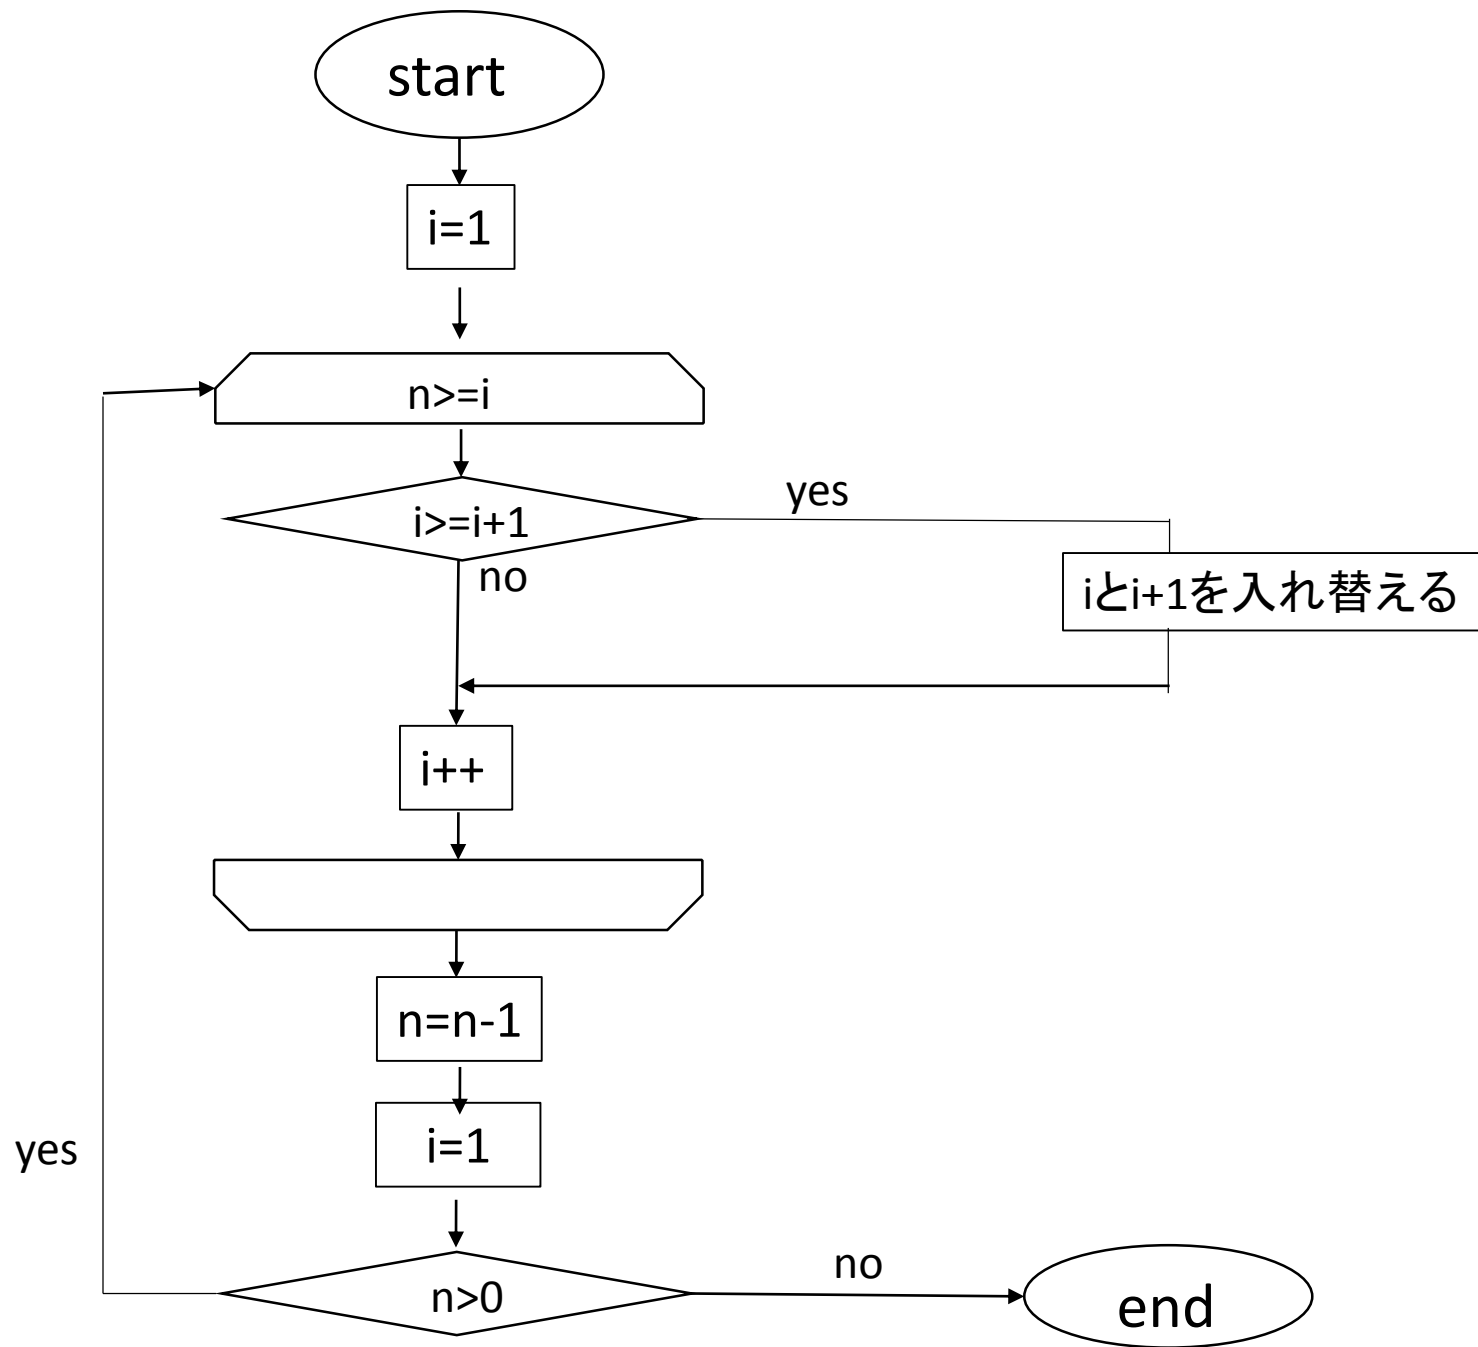 start
i=1
n>=i
i>=i+1
yes
no
iとi+1を入れ替える
i++
n=n-1
i=1
yes
n>0
no
end